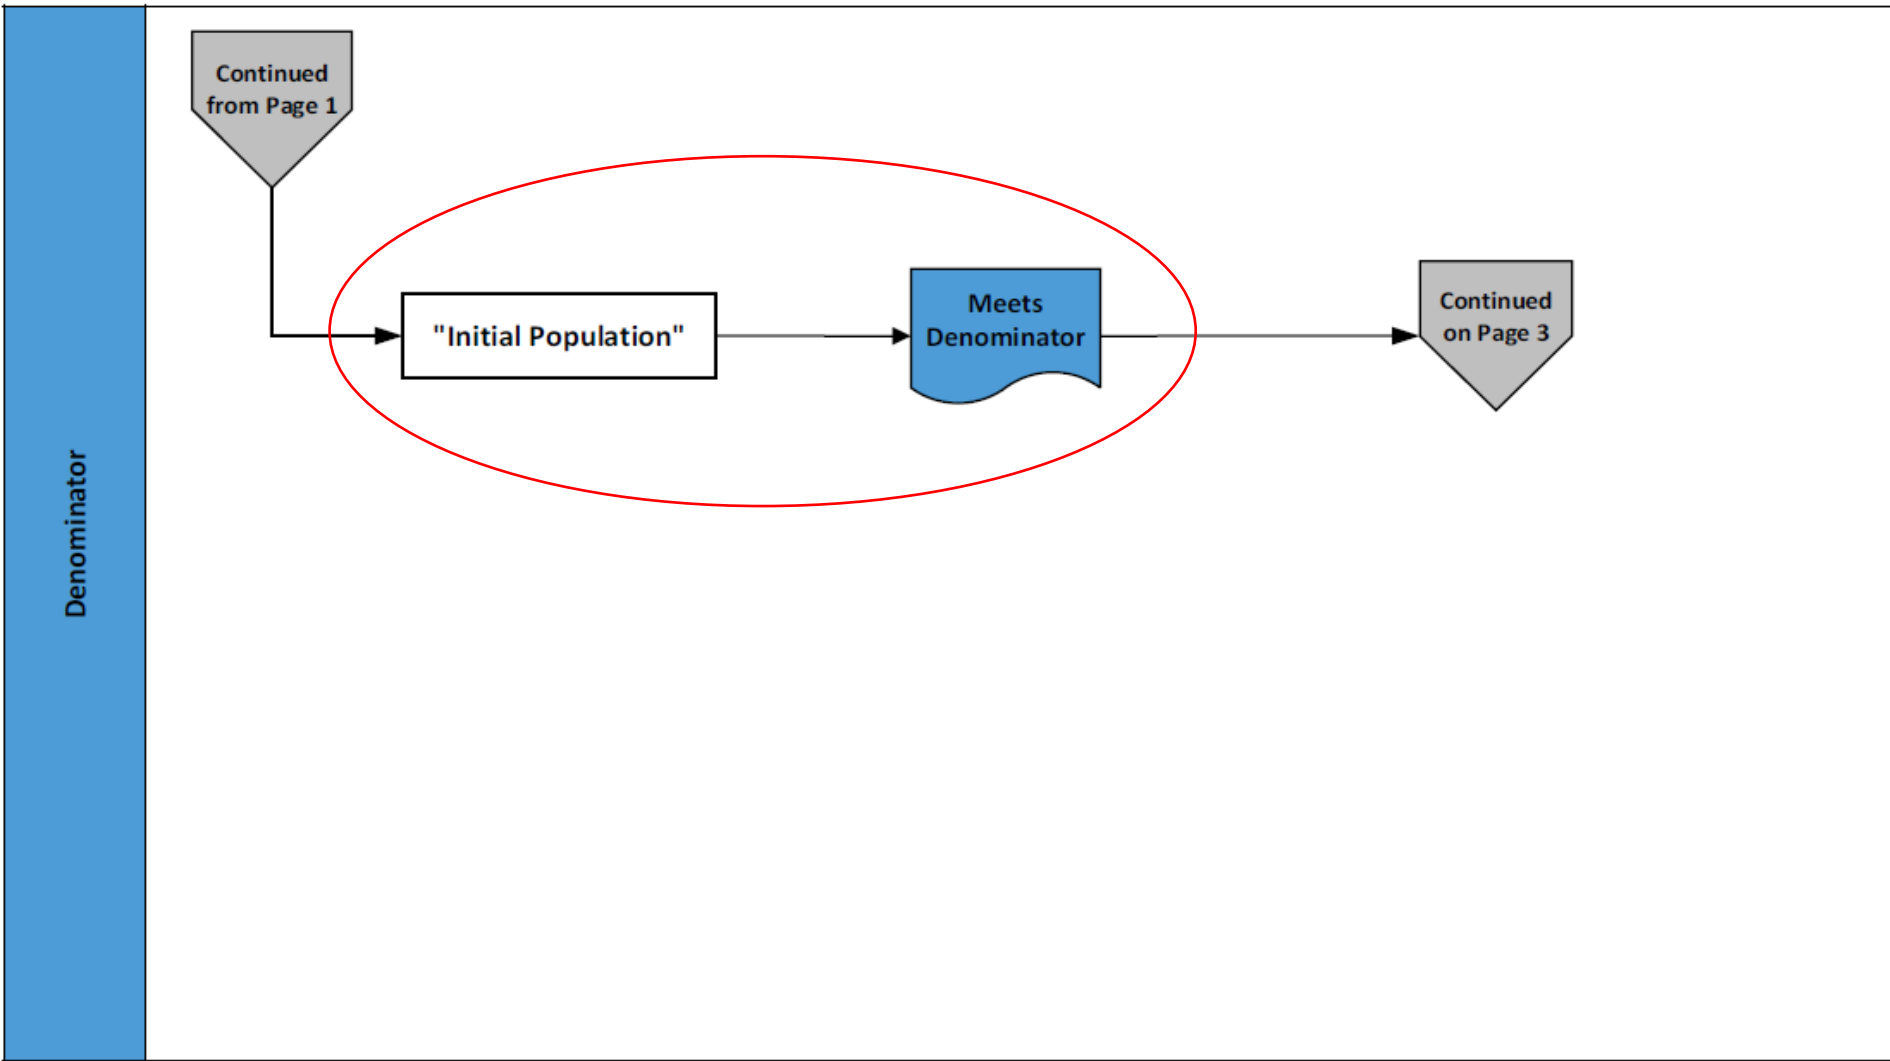 Denominator
Continued
from Page 1
"Initial Population"
Meets
Denominator
Continued
on Page 3